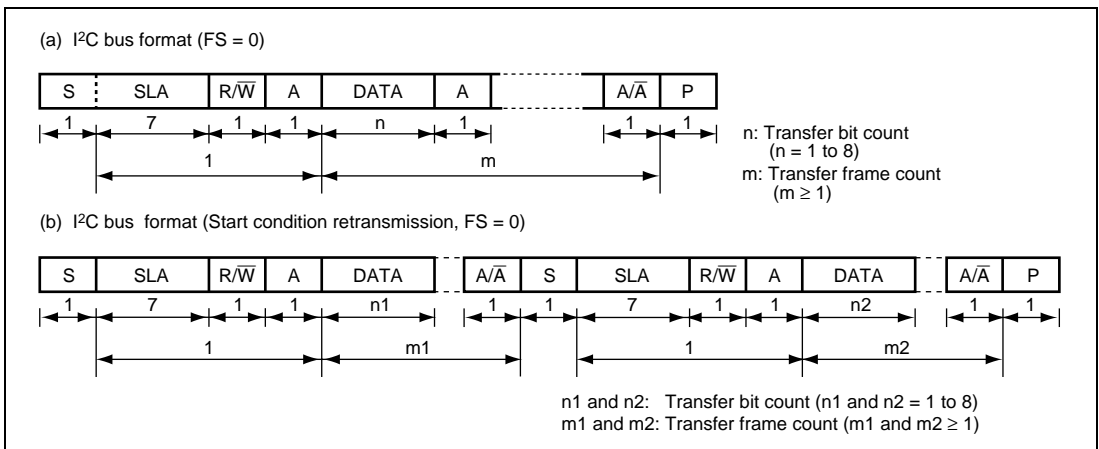 (a) I²C bus format (FS = 0)
S SLA R/W̅ A DATA A A/A̅ P
1 7 1 1 n 1 1 1
1 m
n: Transfer bit count
(n = 1 to 8)
m: Transfer frame count
(m ≥ 1)
(b) I²C bus format (Start condition retransmission, FS = 0)
S SLA R/W̅ A DATA A/A̅ S SLA R/W̅ A DATA A/A̅ P
1 7 1 1 n1 1 1 7 1 1 n2 1 1
1 m1 1 m2
n1 and n2: Transfer bit count (n1 and n2 = 1 to 8)
m1 and m2: Transfer frame count (m1 and m2 ≥ 1)